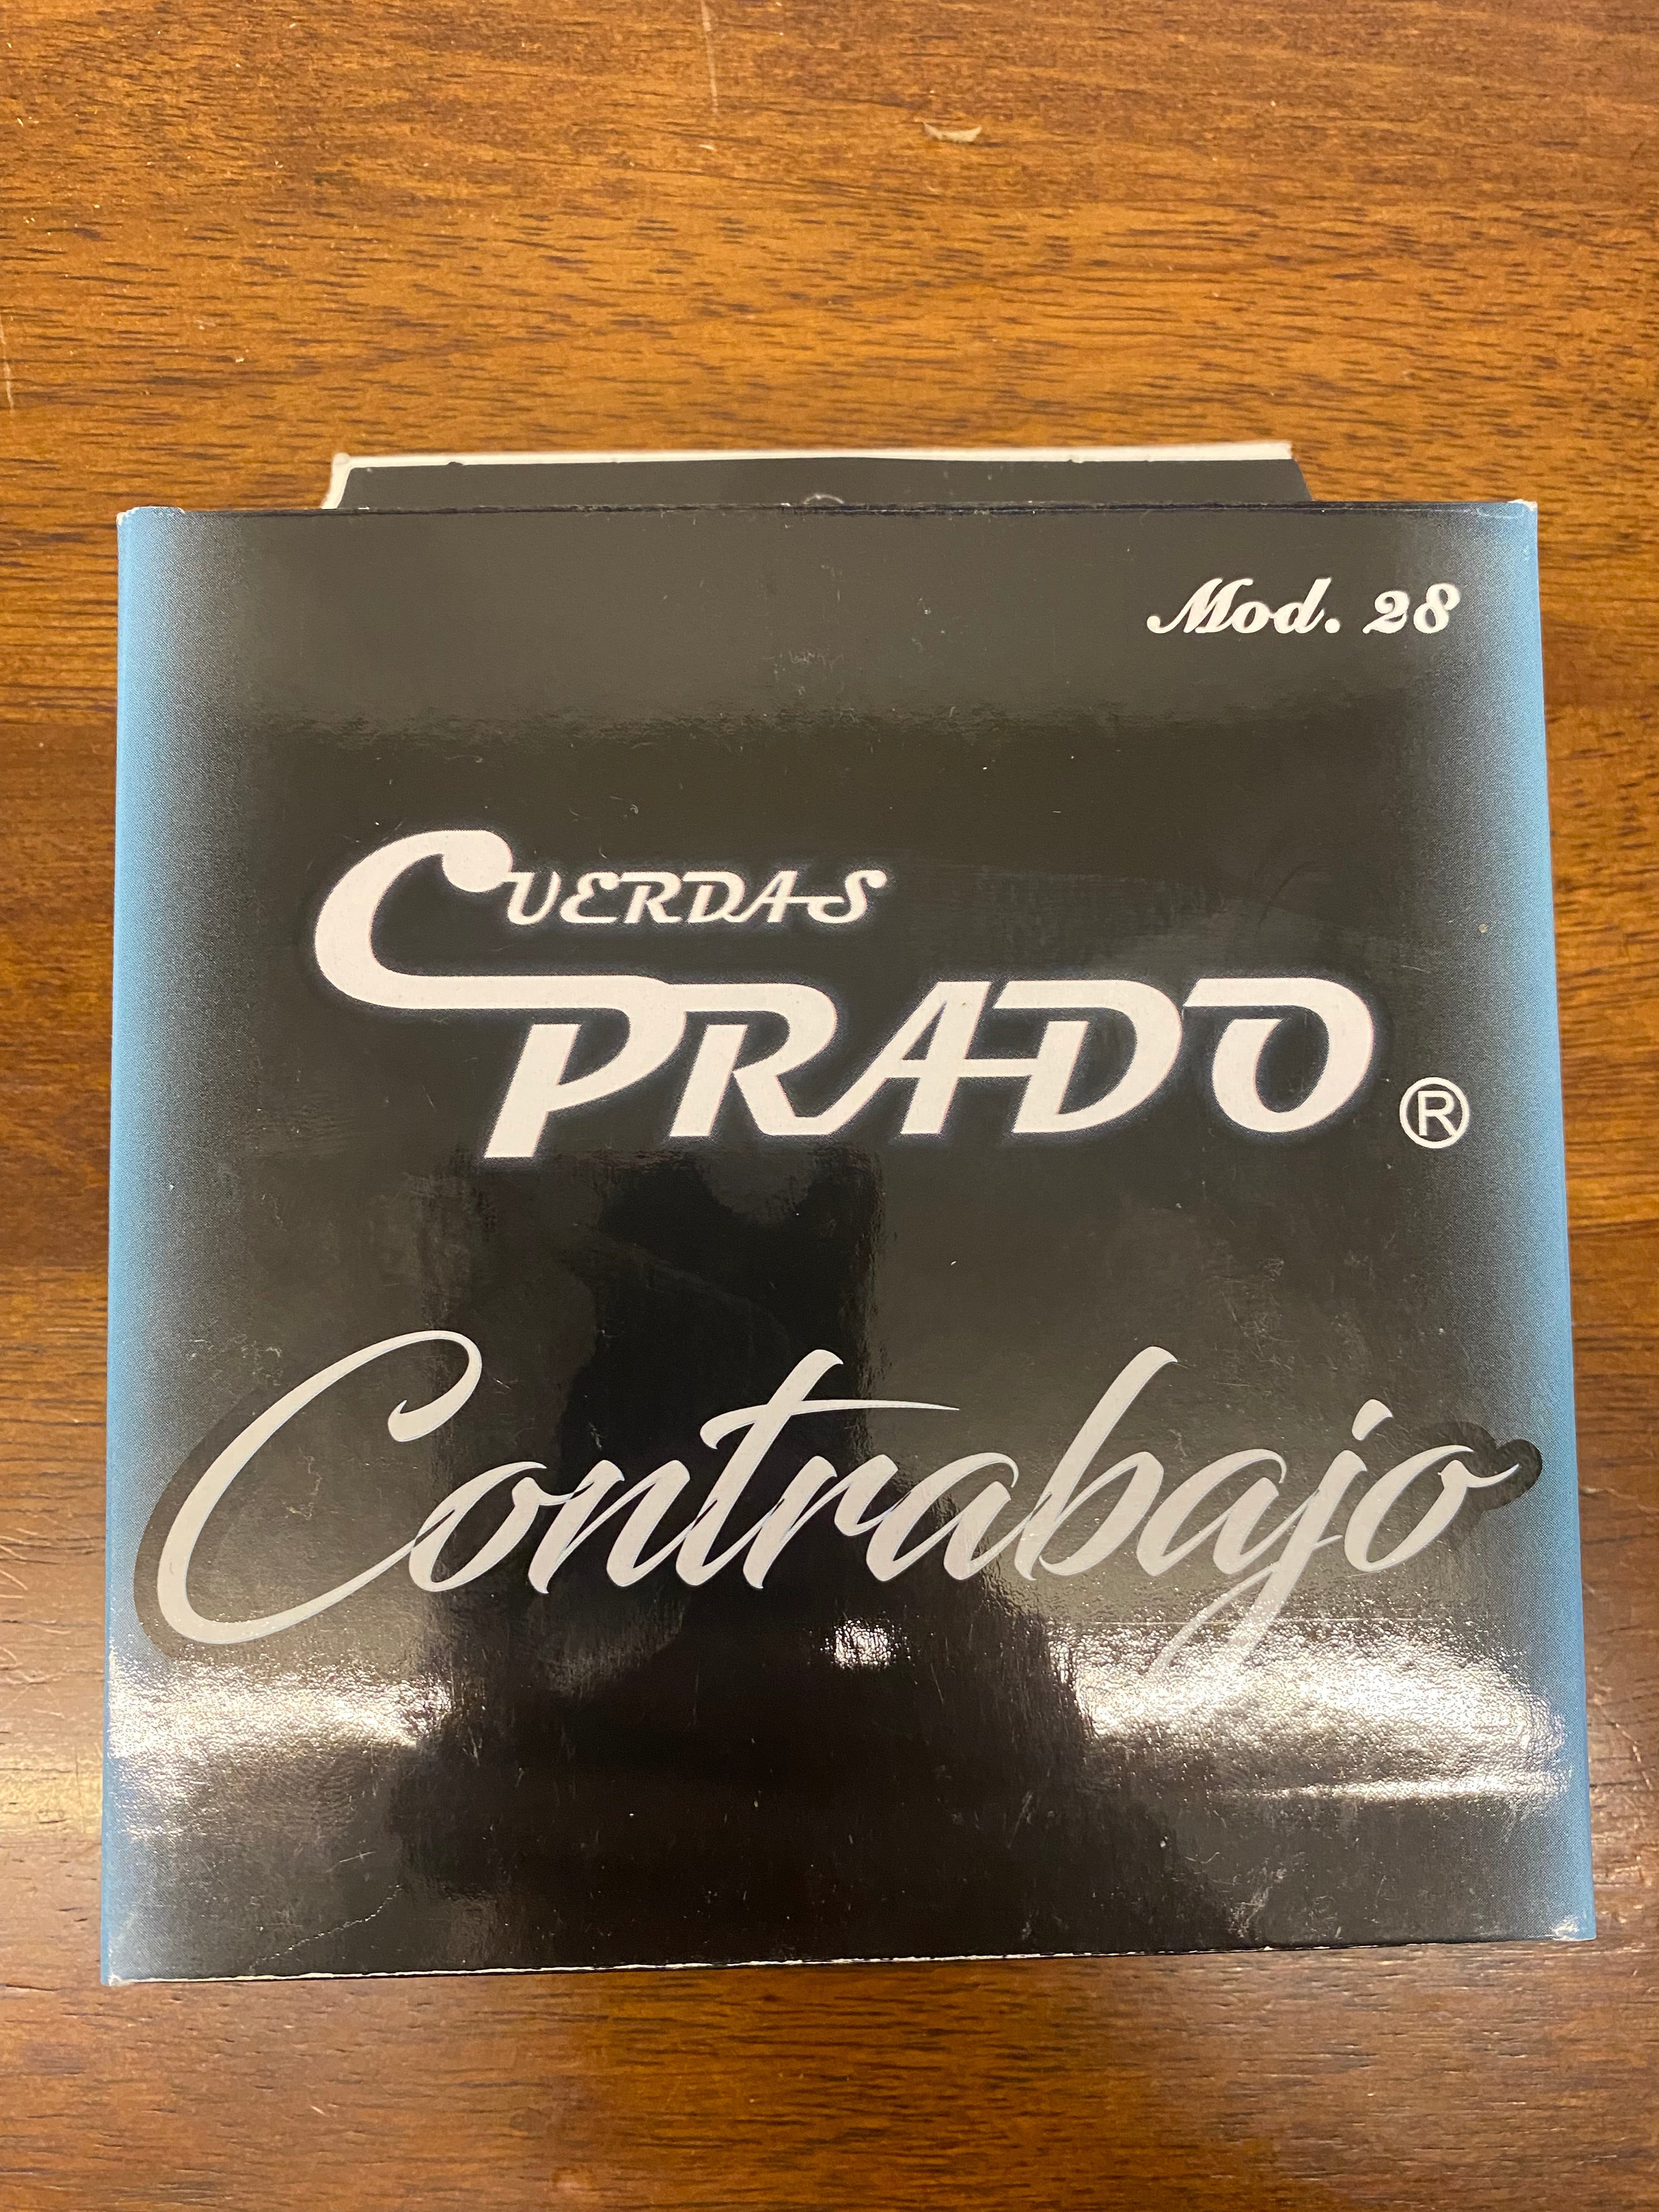 Mod. 28
CUERDAS
PRADO ®
Contrabajo